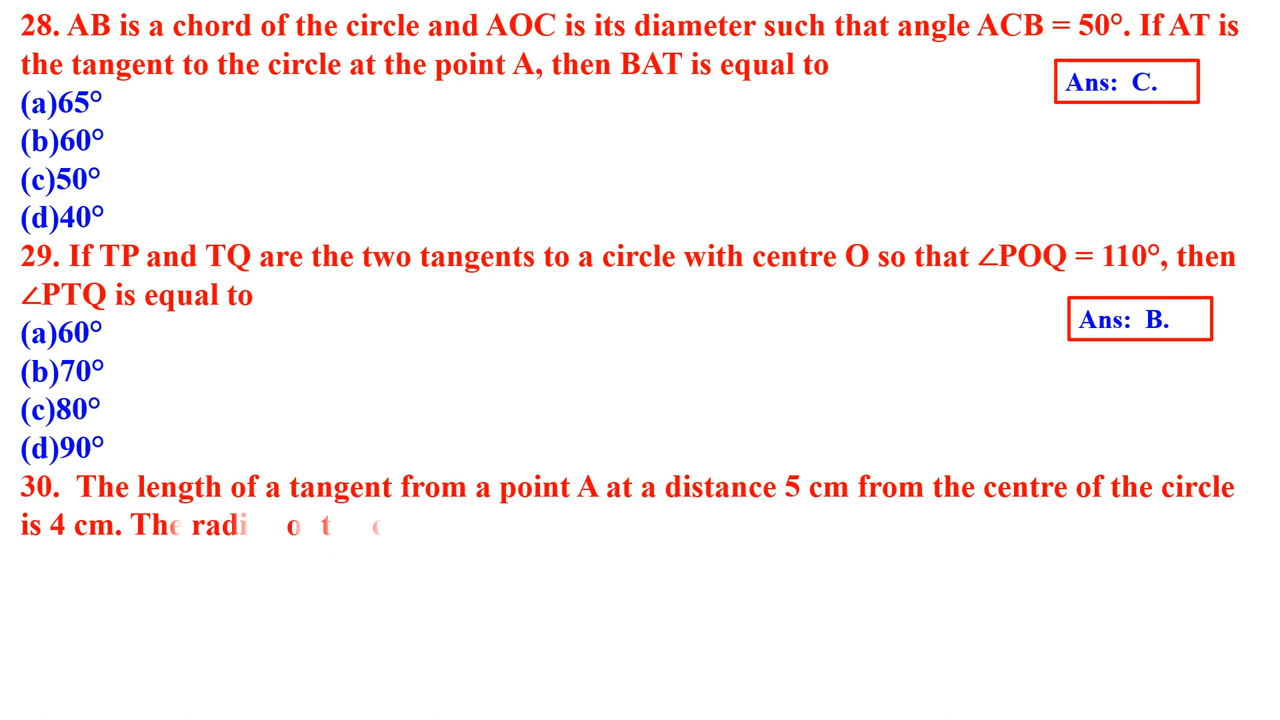 28. AB is a chord of the circle and AOC is its diameter such that angle ACB = 50°. If AT is
the tangent to the circle at the point A, then BAT is equal to
Ans: C.
(a)65°
(b)60°
(c)50°
(d)40°
29. If TP and TQ are the two tangents to a circle with centre O so that ∠POQ = 110°, then
∠PTQ is equal to
Ans: B.
(a)60°
(b)70°
(c)80°
(d)90°
30. The length of a tangent from a point A at a distance 5 cm from the centre of the circle
is 4 cm. The